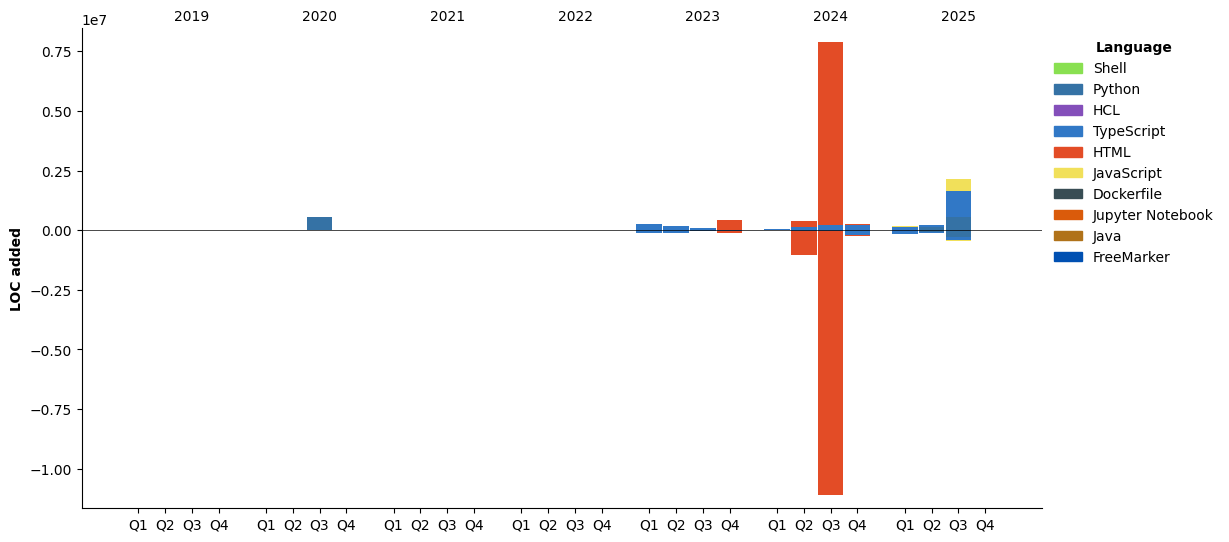 2019 2020 2021 2022 2023 2024 2025
1e7
0.75
0.50
0.25
0.00
−0.25
−0.50
−0.75
−1.00
LOC added
Q1 Q2 Q3 Q4 Q1 Q2 Q3 Q4 Q1 Q2 Q3 Q4 Q1 Q2 Q3 Q4 Q1 Q2 Q3 Q4 Q1 Q2 Q3 Q4 Q1 Q2 Q3 Q4
Language
Shell
Python
HCL
TypeScript
HTML
JavaScript
Dockerfile
Jupyter Notebook
Java
FreeMarker